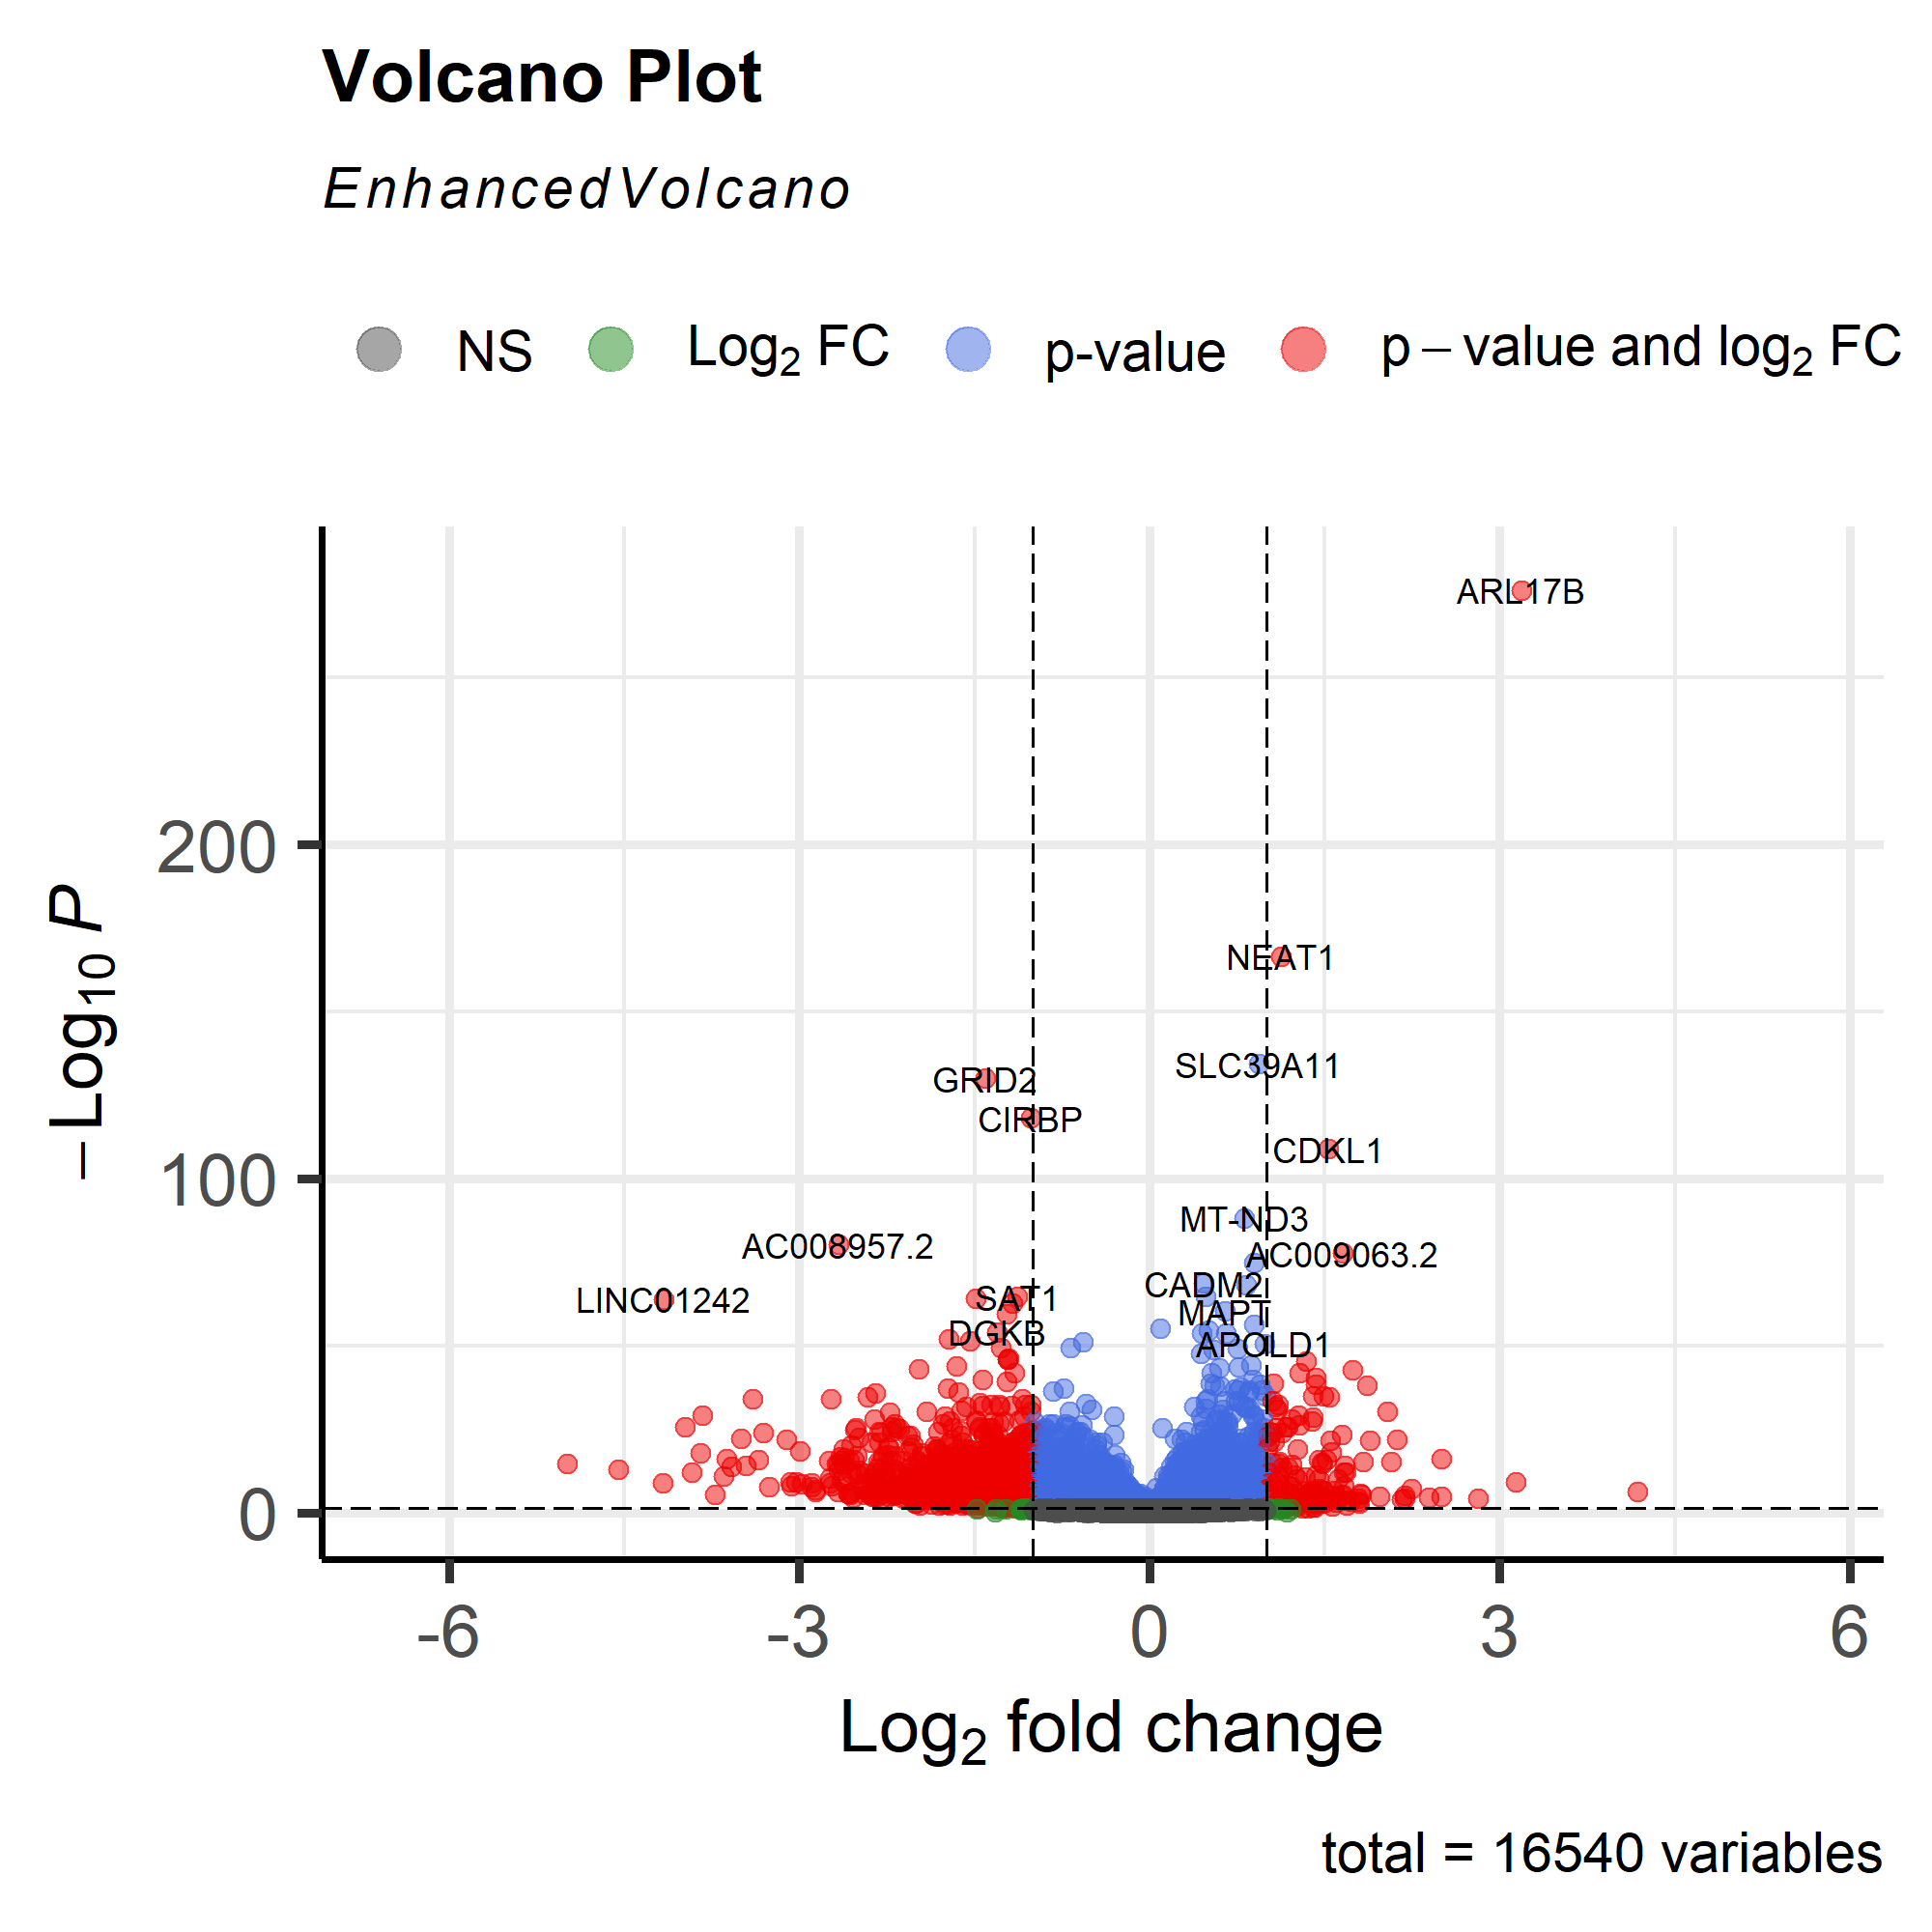 Volcano Plot
EnhancedVolcano
NS Log₂ FC p-value p – value and log₂ FC
ARL17B
200
NEAT1
SLC39A11
GRID2
CIRBP
CDKL1
100
MT-ND3
AC008957.2
AC009063.2
CADM2
LINC01242
SAT1
MAPT
DGKB
APOLD1
0
−Log₁₀ P
-6 -3 0 3 6
Log₂ fold change
total = 16540 variables